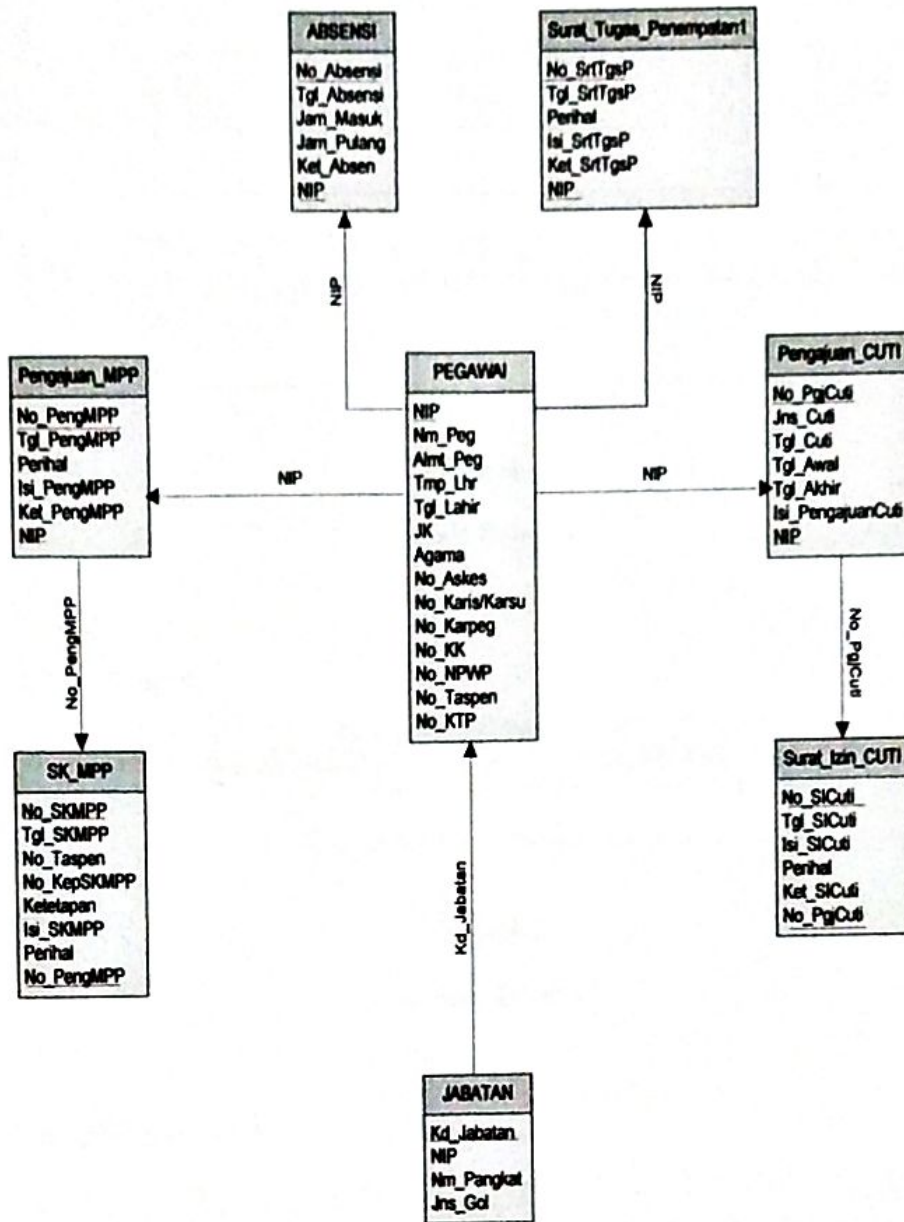 ABSENSI
No_Absensi
Tgl_Absensi
Jam_Masuk
Jam_Pulang
Ket_Absen
NIP
Surat_Tugas_Penempatan1
No_SrtTgsP
Tgl_SrtTgsP
Perihal
Isi_SrtTgsP
Ket_SrtTgsP
NIP
NIP
NIP
Pengajuan_MPP
No_PengMPP
Tgl_PengMPP
Perihal
Isi_PengMPP
Ket_PengMPP
NIP
NIP
PEGAWAI
NIP
Nm_Peg
Almt_Peg
Tmp_Lhr
Tgl_Lahir
JK
Agama
No_Askes
No_Karis/Karsu
No_Karpeg
No_KK
No_NPWP
No_Taspen
No_KTP
NIP
Pengajuan_CUTI
No_PgjCuti
Jns_Cuti
Tgl_Cuti
Tgl_Awal
Tgl_Akhir
Isi_PengajuanCuti
NIP
No_PengMPP
No_PgjCuti
SK_MPP
No_SKMPP
Tgl_SKMPP
No_Taspen
No_KepSKMPP
Ketetapan
Isi_SKMPP
Perihal
No_PengMPP
Surat_Izin_CUTI
No_SICuti
Tgl_SICuti
Isi_SICuti
Perihal
Ket_SICuti
No_PgjCuti
Kd_Jabatan
JABATAN
Kd_Jabatan
NIP
Nm_Pangkat
Jns_Gol